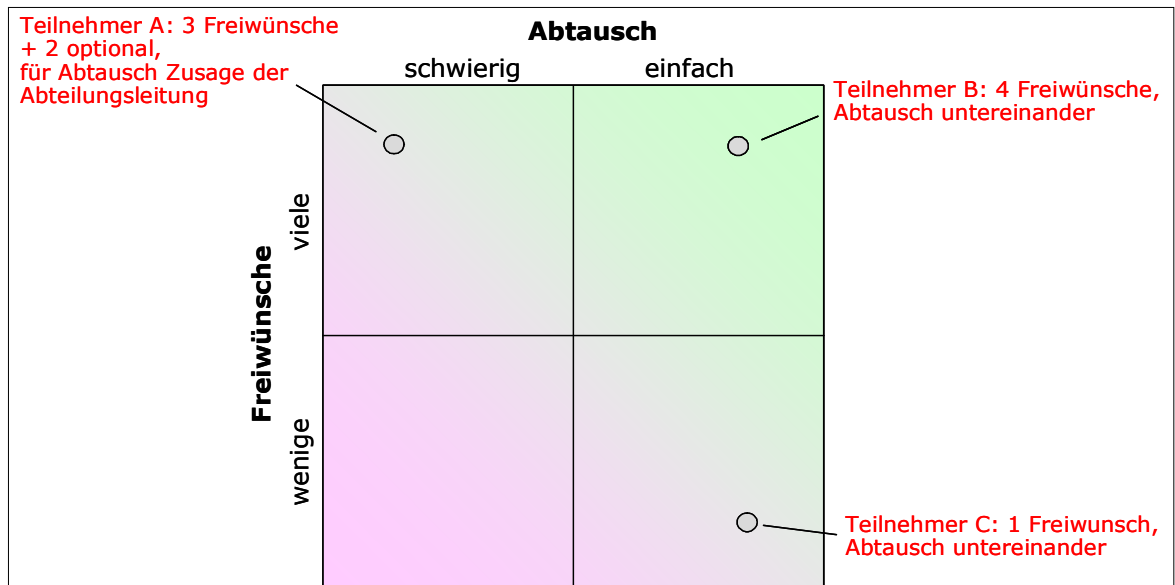 Teilnehmer A: 3 Freiwünsche
+ 2 optional,
für Abtausch Zusage der
Abteilungsleitung
Abtausch
schwierig
einfach
Teilnehmer B: 4 Freiwünsche,
Abtausch untereinander
Freiwünsche
viele
wenige
Teilnehmer C: 1 Freiwunsch,
Abtausch untereinander